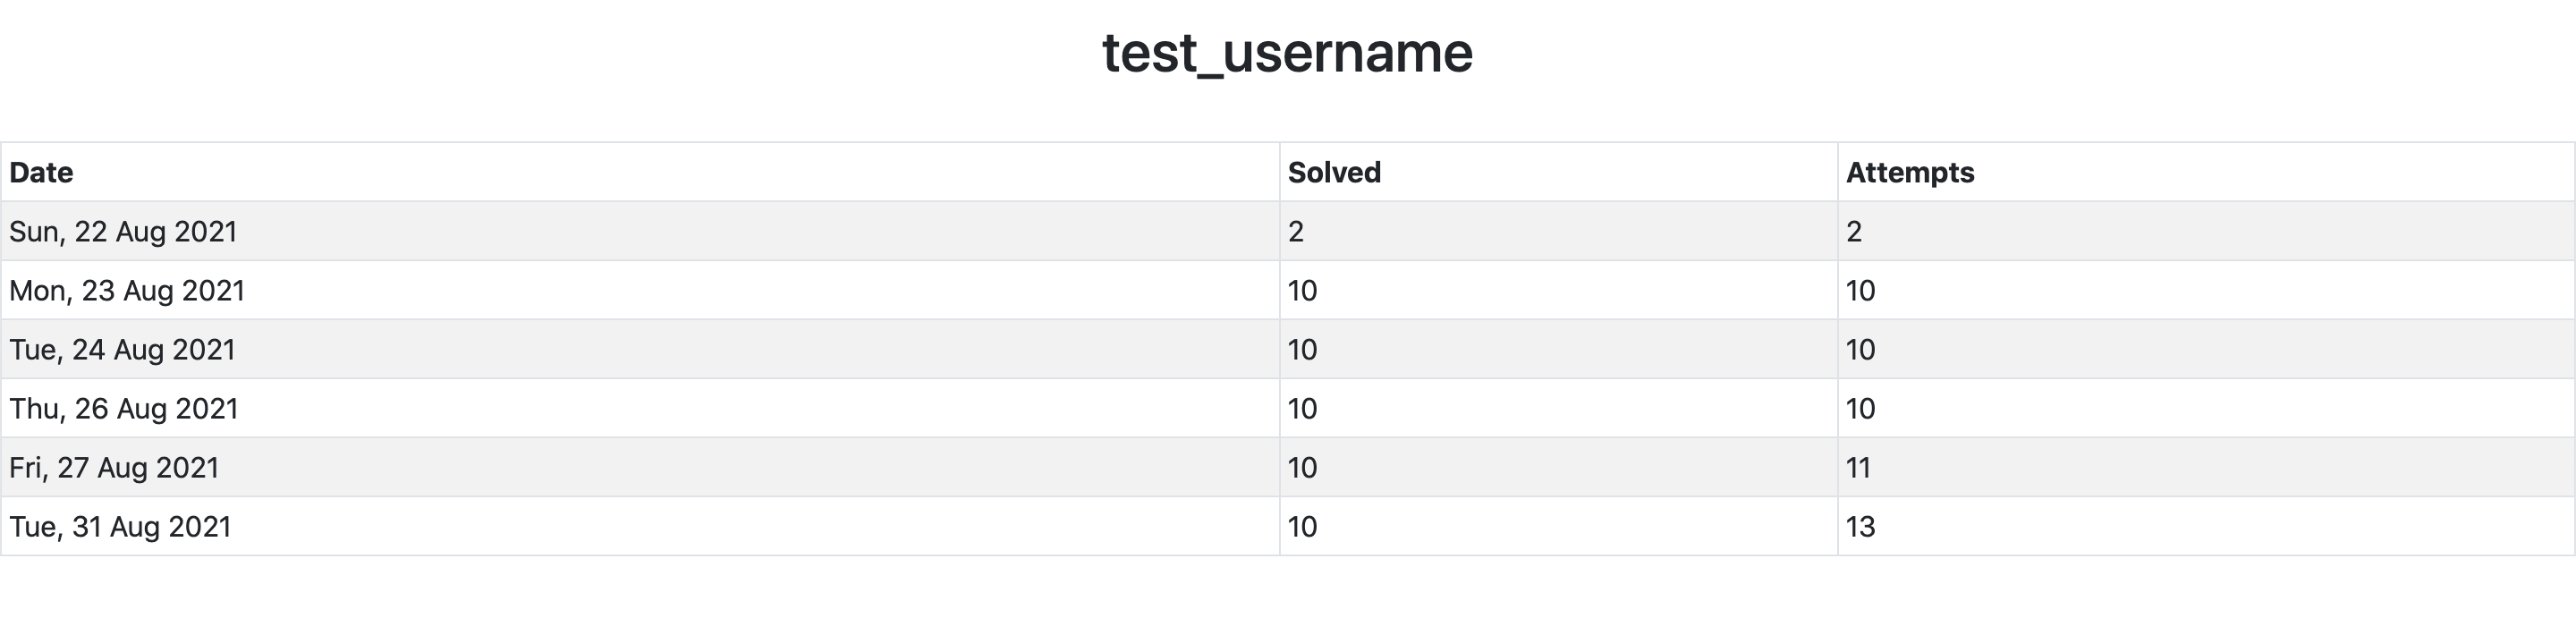 test_username
Date Solved Attempts
Sun, 22 Aug 2021 2 2
Mon, 23 Aug 2021 10 10
Tue, 24 Aug 2021 10 10
Thu, 26 Aug 2021 10 10
Fri, 27 Aug 2021 10 11
Tue, 31 Aug 2021 10 13